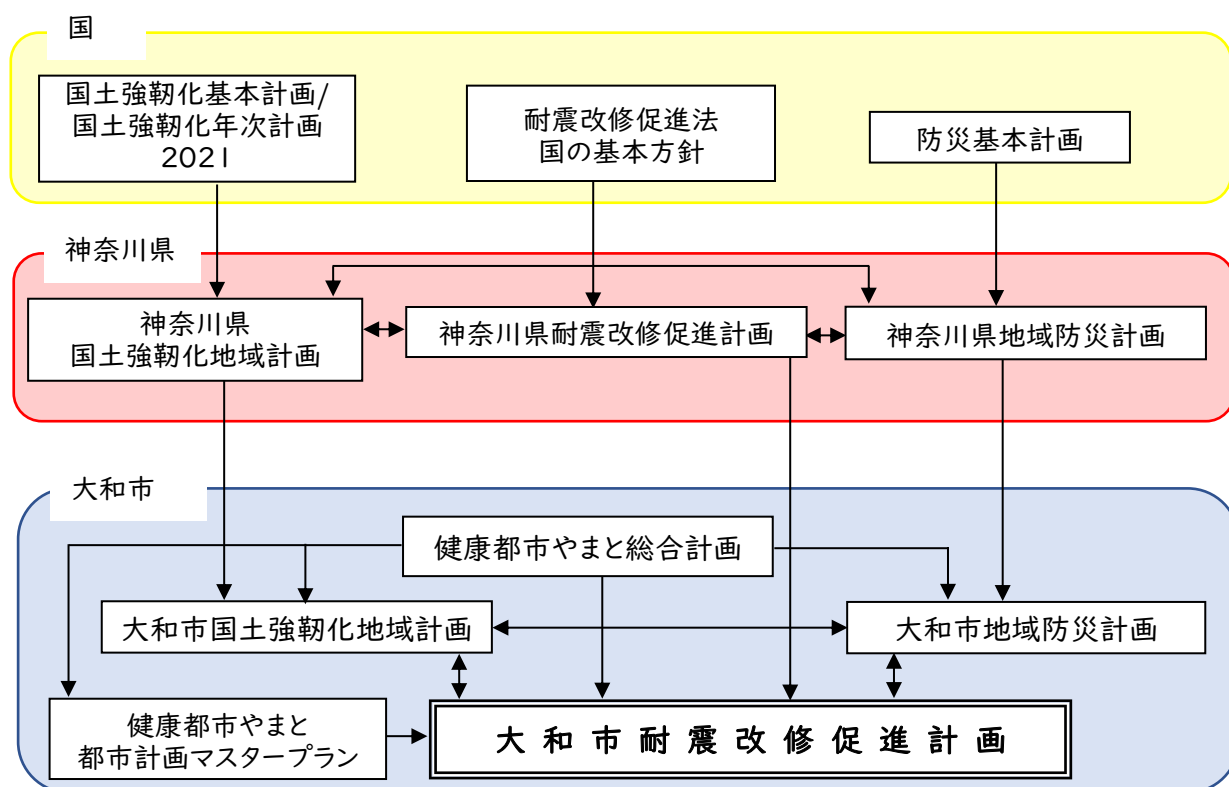 国
国土強靭化基本計画/
国土強靭化年次計画
2021
耐震改修促進法
国の基本方針
防災基本計画
神奈川県
神奈川県
国土強靭化地域計画
神奈川県耐震改修促進計画
神奈川県地域防災計画
大和市
健康都市やまと総合計画
大和市国土強靭化地域計画
大和市地域防災計画
健康都市やまと
都市計画マスタープラン
大和市耐震改修促進計画